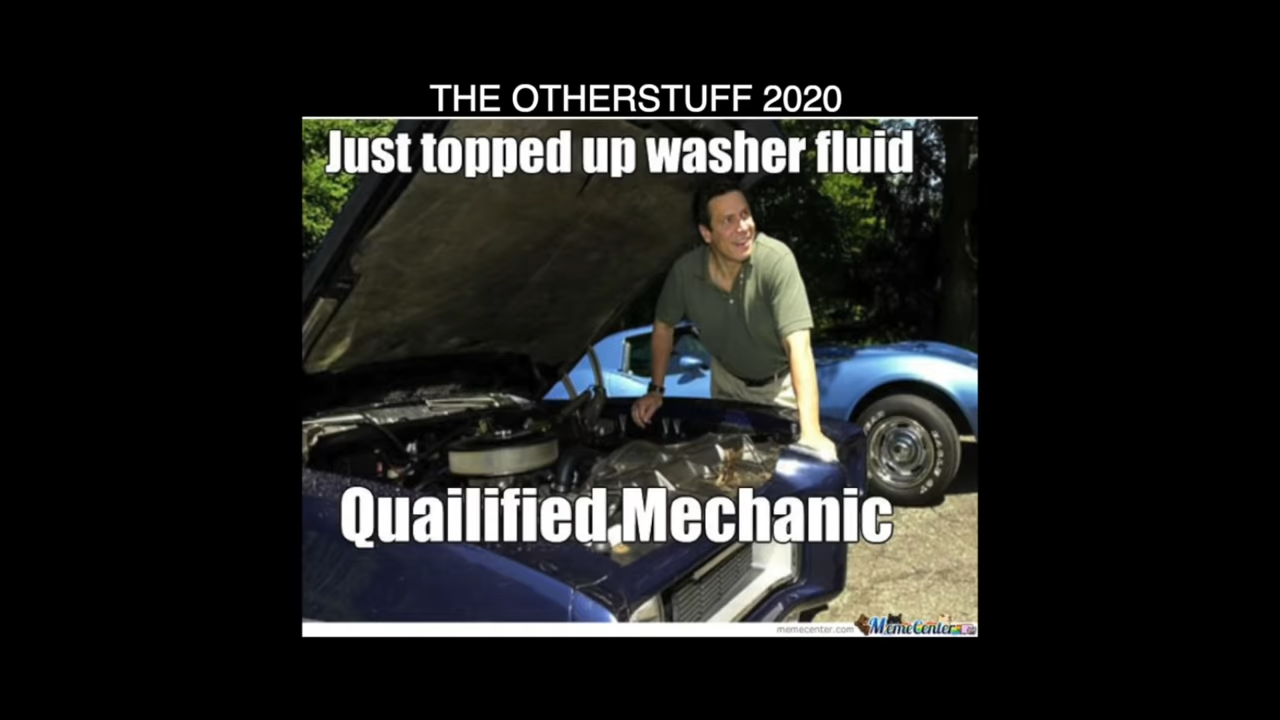 THE OTHERSTUFF 2020
Just topped up washer fluid
Quailified Mechanic
memecenter.com MemeCenter